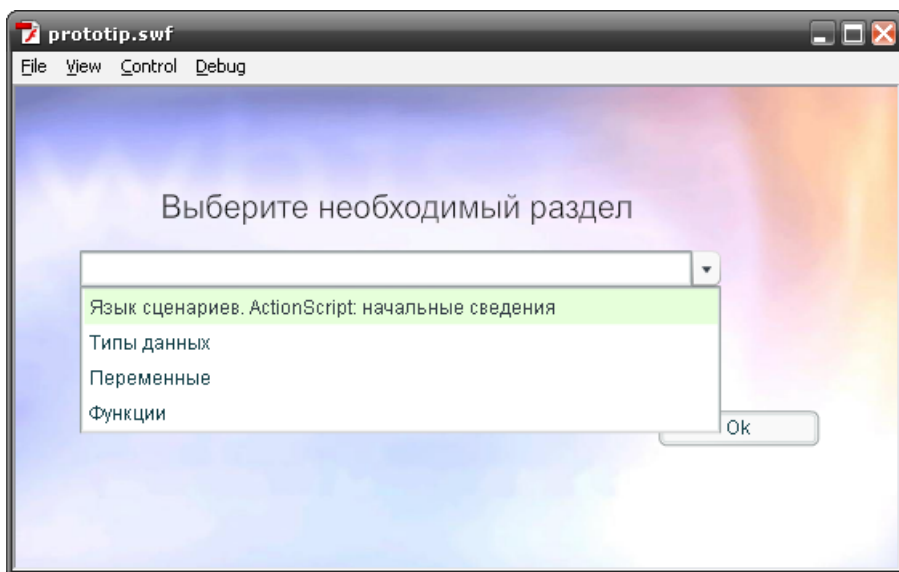 prototip.swf
File View Control Debug
Выберите необходимый раздел
Язык сценариев. ActionScript: начальные сведения
Типы данных
Переменные
Функции
Ok